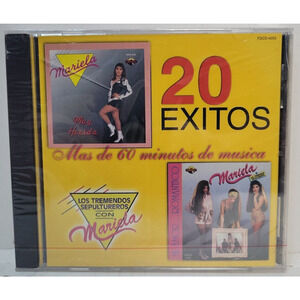 Mariela
20
EXITOS
Mas de 60 minutos de musica
LOS TREMENDOS
SEPULTUREROS
CON
Mariela
Mariela